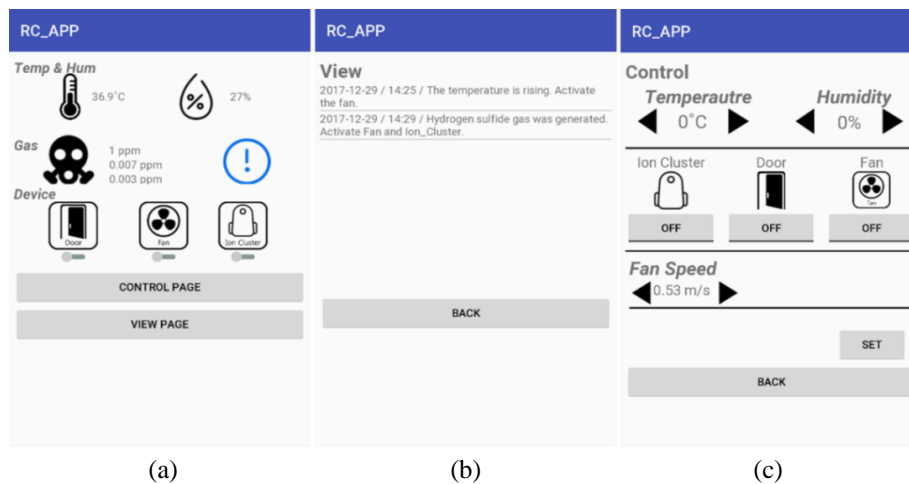 RC_APP
Temp & Hum
36.9°C
27%
Gas
1 ppm
0.007 ppm
0.003 ppm
Device
Door
Fan
Ion Cluster
CONTROL PAGE
VIEW PAGE
(a)
RC_APP
View
2017-12-29 / 14:25 / The temperature is rising. Activate
the fan.
2017-12-29 / 14:29 / Hydrogen sulfide gas was generated.
Activate Fan and Ion_Cluster.
BACK
(b)
RC_APP
Control
Temperautre Humidity
0°C 0%
Ion Cluster Door Fan
Fan
OFF OFF OFF
Fan Speed
0.53 m/s
SET
BACK
(c)